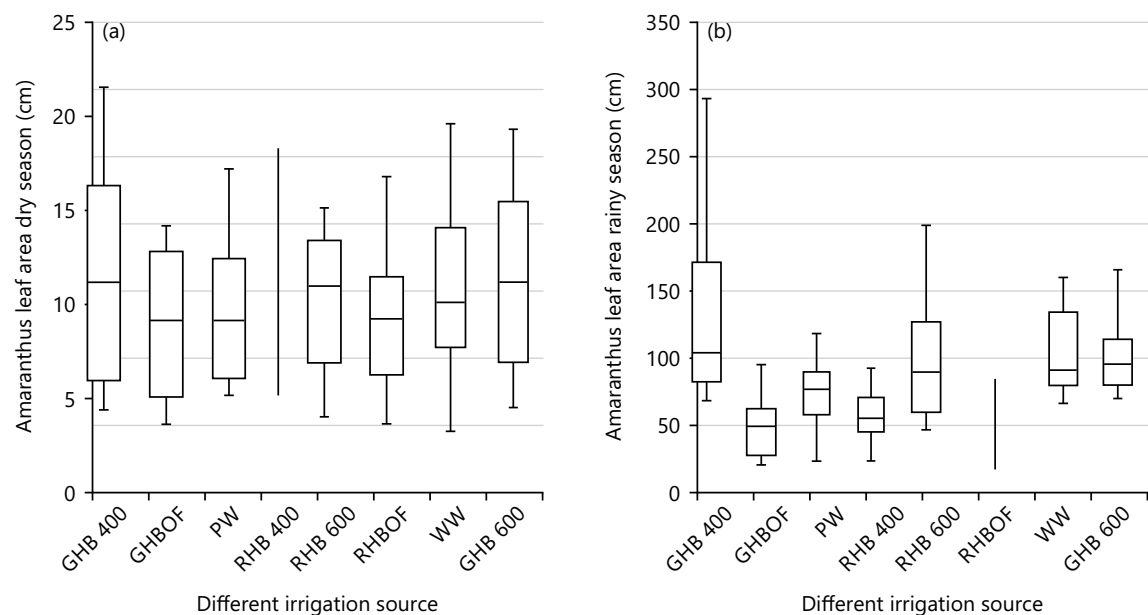 (a)
Amaranthus leaf area dry season (cm)
25
20
15
10
5
0
GHB 400
GHBOF
PW
RHB 400
RHB 600
RHBOF
WW
GHB 600
Different irrigation source
(b)
Amaranthus leaf area rainy season (cm)
350
300
250
200
150
100
50
0
GHB 400
GHBOF
PW
RHB 400
RHB 600
RHBOF
WW
GHB 600
Different irrigation source